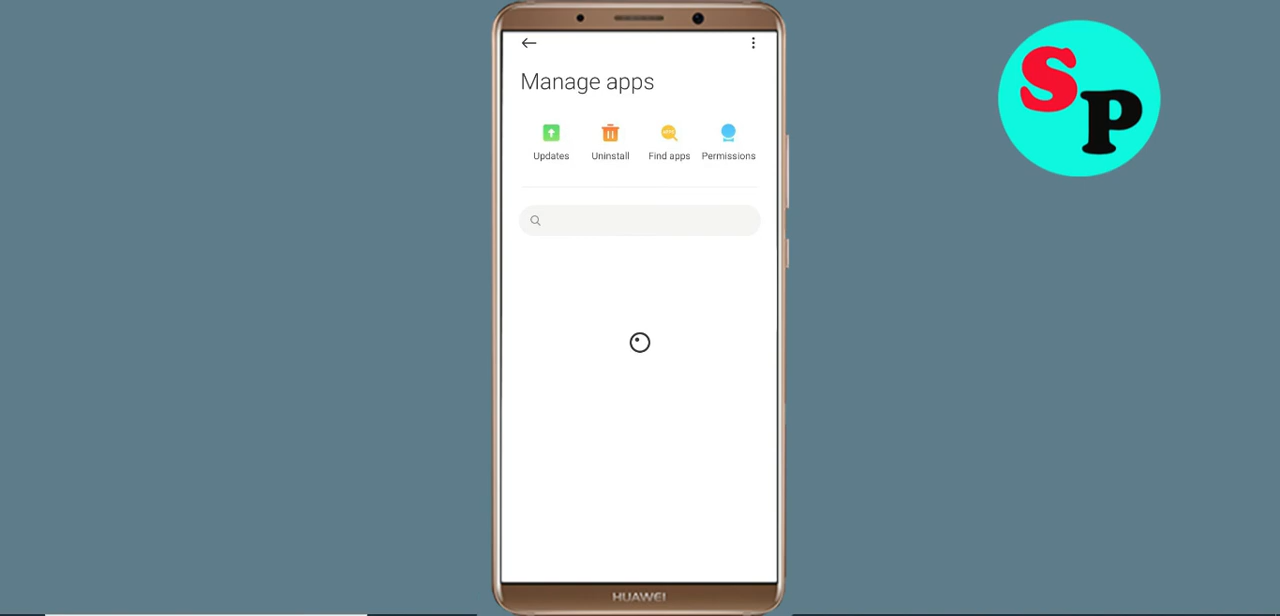 Manage apps
Updates
Uninstall
Find apps
Permissions
SP
HUAWEI